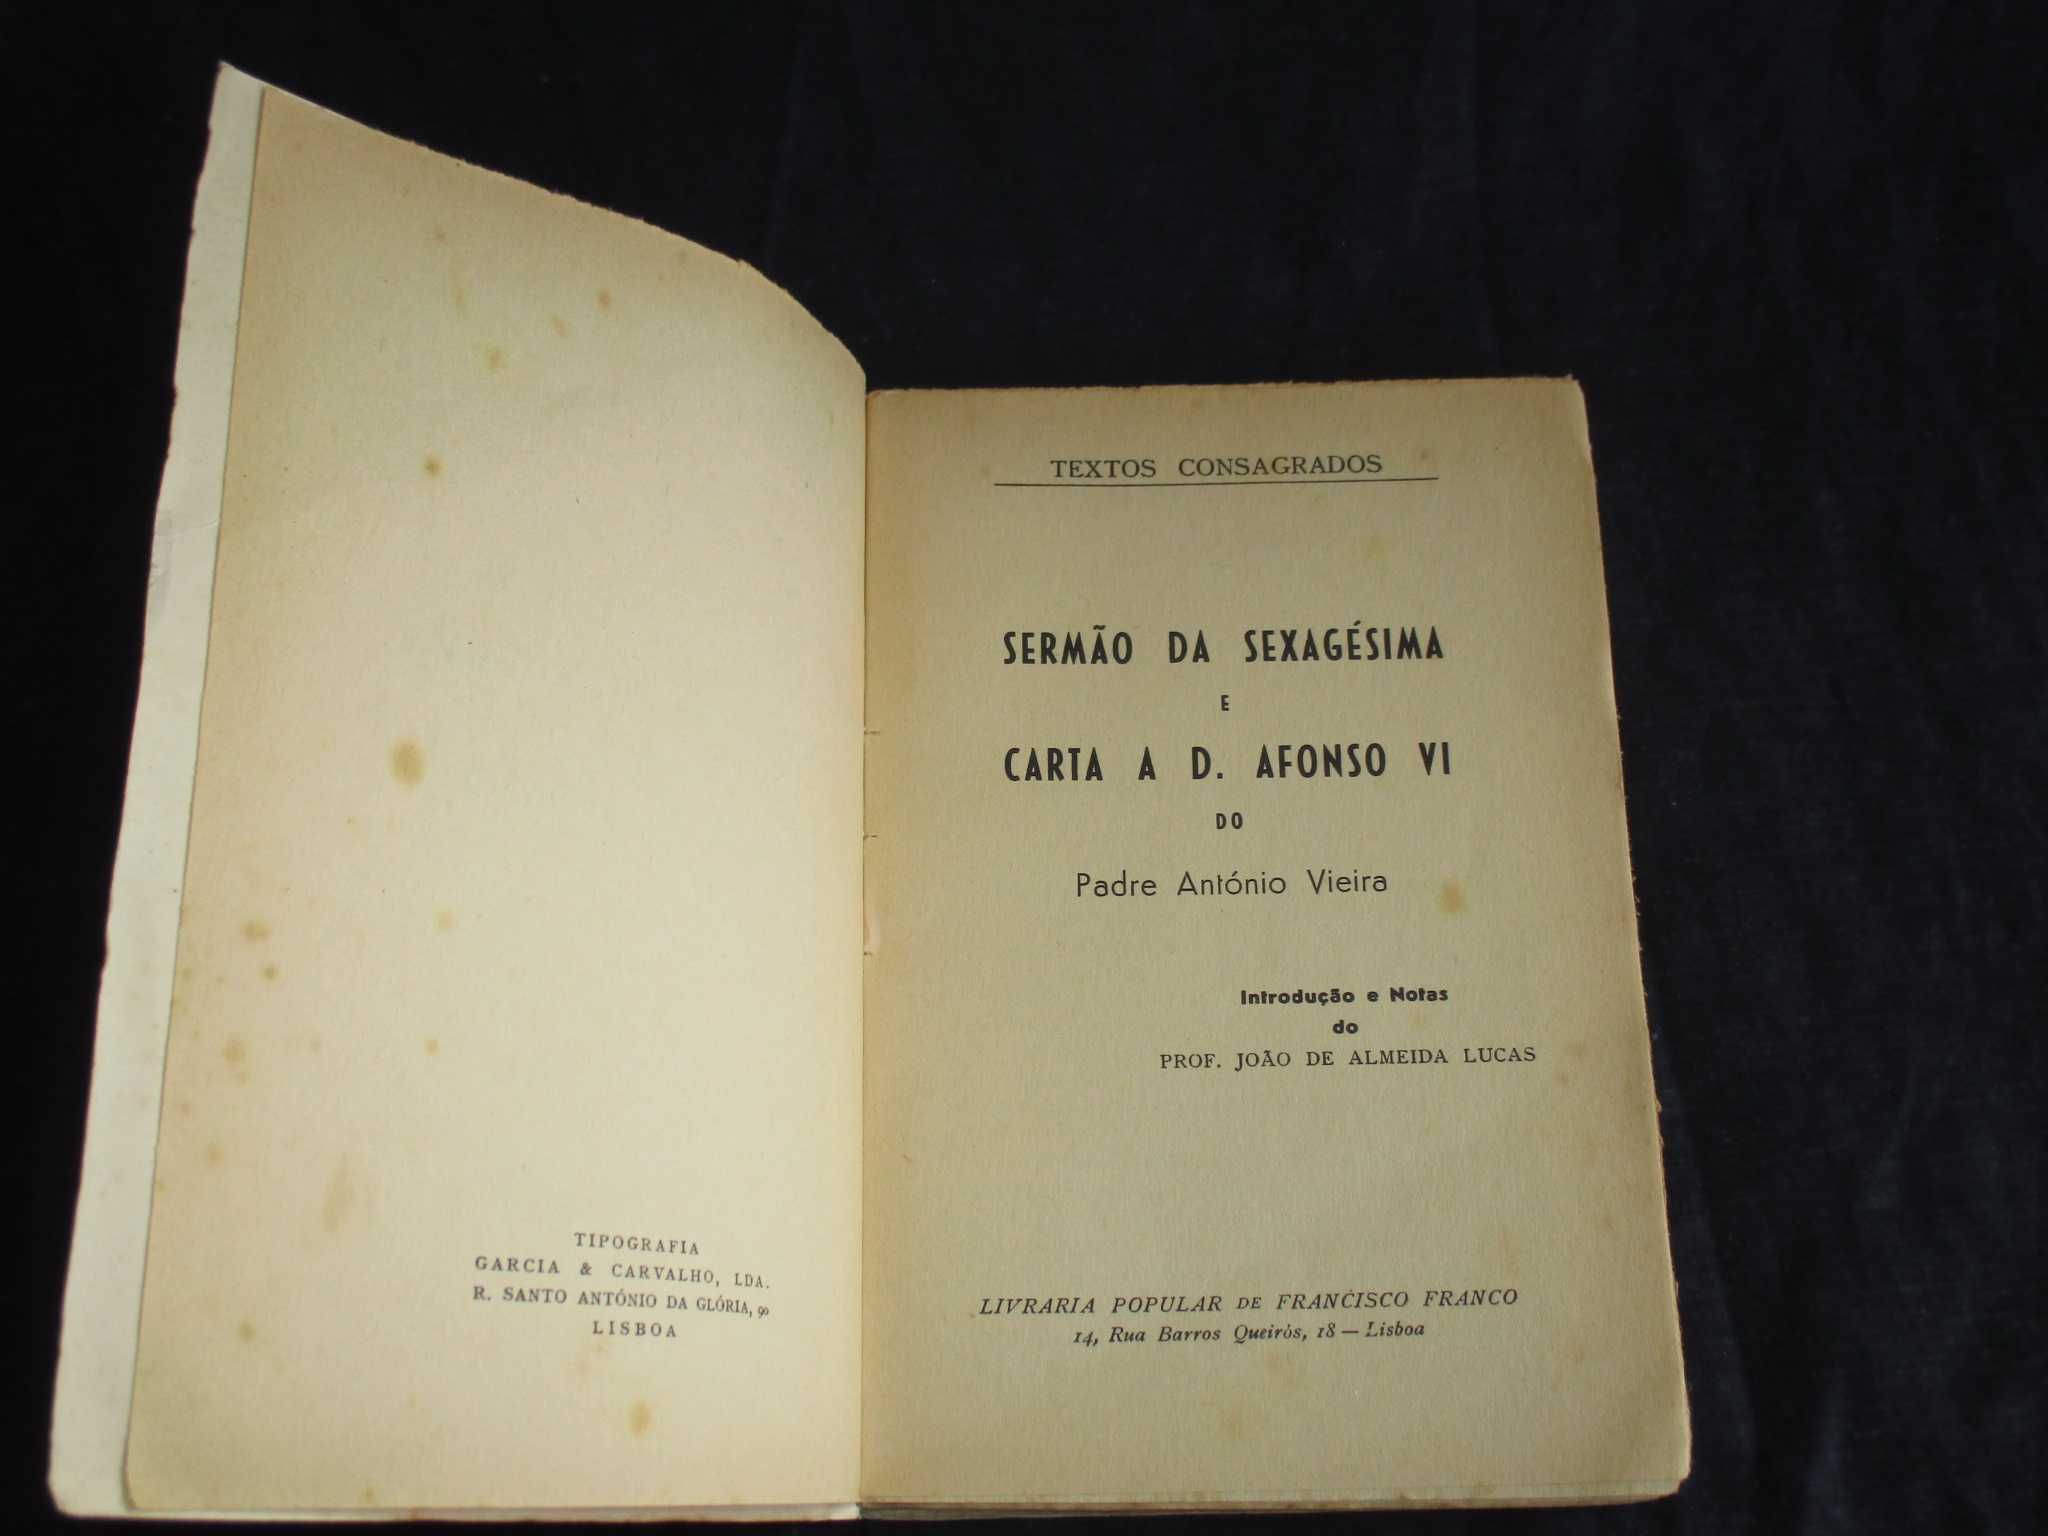 TIPOGRAFIA
GARCIA & CARVALHO, LDA.
R. SANTO ANTÓNIO DA GLÓRIA, 90
LISBOA
TEXTOS CONSAGRADOS
SERMÃO DA SEXAGÉSIMA
E
CARTA A D. AFONSO VI
DO
Padre António Vieira
Introdução e Notas
do
PROF. JOÃO DE ALMEIDA LUCAS
LIVRARIA POPULAR DE FRANCISCO FRANCO
14, Rua Barros Queirós, 18 — Lisboa